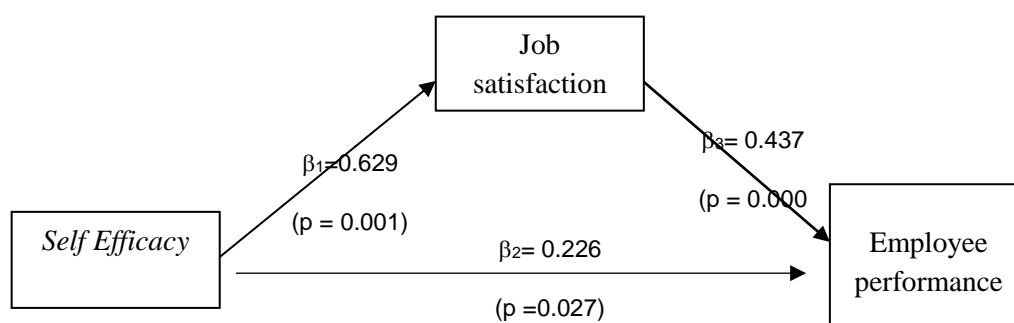 Job
satisfaction
β1=0.629
(p = 0.001)
β3= 0.437
(p = 0.000
Self Efficacy
β2= 0.226
(p =0.027)
Employee
performance